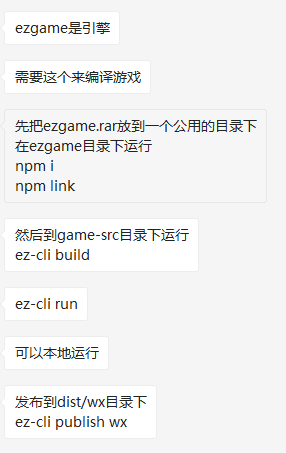 ezgame是引擎
需要这个来编译游戏
先把ezgame.rar放到一个公用的目录下
在ezgame目录下运行
npm i
npm link
然后到game-src目录下运行
ez-cli build
ez-cli run
可以本地运行
发布到dist/wx目录下
ez-cli publish wx